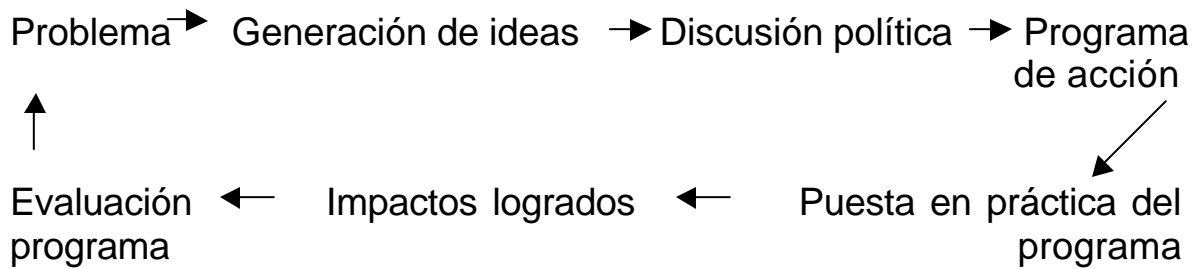 Problema Generación de ideas Discusión política Programa
de acción
Evaluación Impactos logrados Puesta en práctica del
programa programa